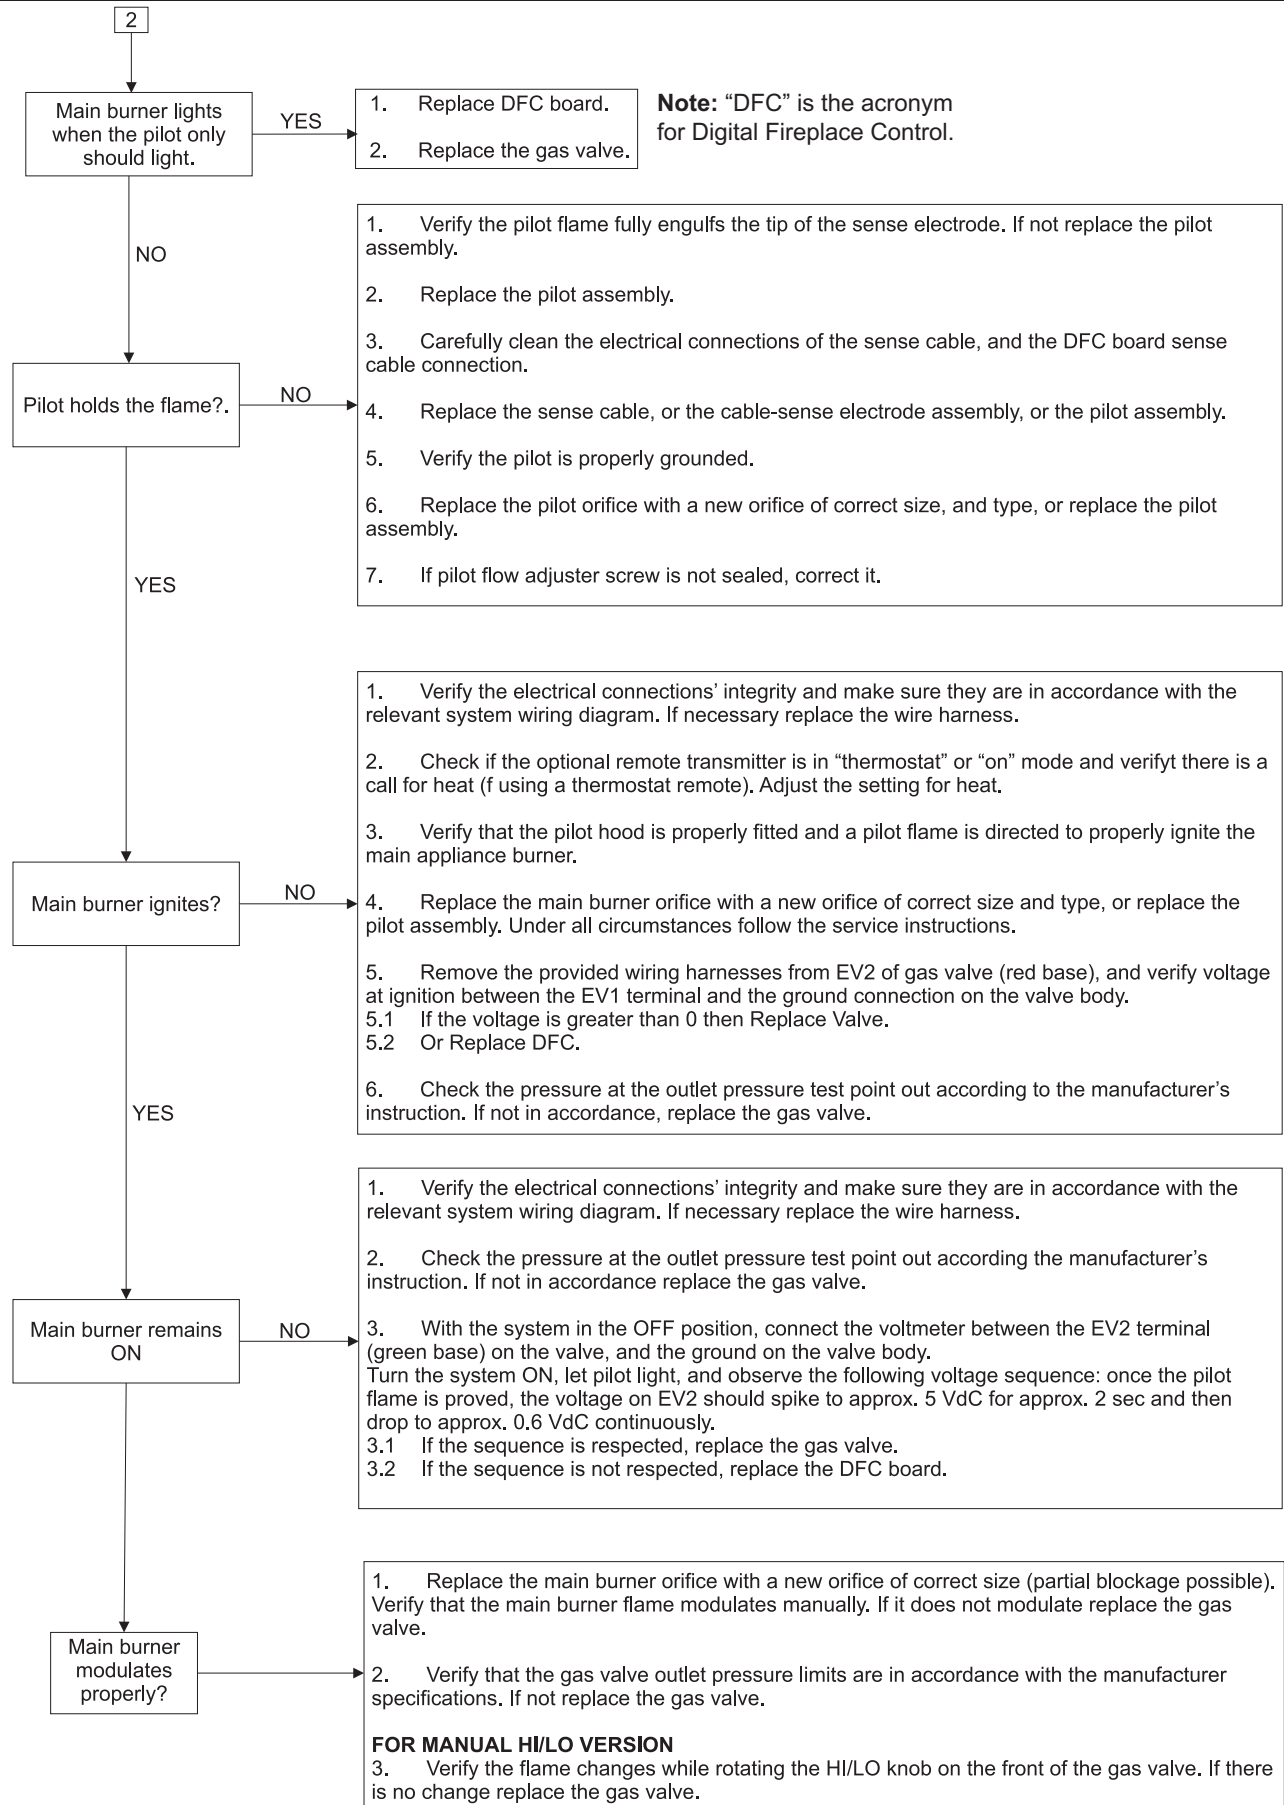 2
Main burner lights
when the pilot only
should light.
YES
1. Replace DFC board.
2. Replace the gas valve.
Note: “DFC” is the acronym
for Digital Fireplace Control.
NO
Pilot holds the flame?.
NO
1. Verify the pilot flame fully engulfs the tip of the sense electrode. If not replace the pilot
assembly.
2. Replace the pilot assembly.
3. Carefully clean the electrical connections of the sense cable, and the DFC board sense
cable connection.
4. Replace the sense cable, or the cable-sense electrode assembly, or the pilot assembly.
5. Verify the pilot is properly grounded.
6. Replace the pilot orifice with a new orifice of correct size, and type, or replace the pilot
assembly.
7. If pilot flow adjuster screw is not sealed, correct it.
YES
Main burner ignites?
NO
1. Verify the electrical connections’ integrity and make sure they are in accordance with the
relevant system wiring diagram. If necessary replace the wire harness.
2. Check if the optional remote transmitter is in “thermostat” or “on” mode and verifyt there is a
call for heat (f using a thermostat remote). Adjust the setting for heat.
3. Verify that the pilot hood is properly fitted and a pilot flame is directed to properly ignite the
main appliance burner.
4. Replace the main burner orifice with a new orifice of correct size and type, or replace the
pilot assembly. Under all circumstances follow the service instructions.
5. Remove the provided wiring harnesses from EV2 of gas valve (red base), and verify voltage
at ignition between the EV1 terminal and the ground connection on the valve body.
5.1 If the voltage is greater than 0 then Replace Valve.
5.2 Or Replace DFC.
6. Check the pressure at the outlet pressure test point out according to the manufacturer’s
instruction. If not in accordance, replace the gas valve.
YES
Main burner remains
ON
NO
1. Verify the electrical connections’ integrity and make sure they are in accordance with the
relevant system wiring diagram. If necessary replace the wire harness.
2. Check the pressure at the outlet pressure test point out according the manufacturer’s
instruction. If not in accordance replace the gas valve.
3. With the system in the OFF position, connect the voltmeter between the EV2 terminal
(green base) on the valve, and the ground on the valve body.
Turn the system ON, let pilot light, and observe the following voltage sequence: once the pilot
flame is proved, the voltage on EV2 should spike to approx. 5 VdC for approx. 2 sec and then
drop to approx. 0.6 VdC continuously.
3.1 If the sequence is respected, replace the gas valve.
3.2 If the sequence is not respected, replace the DFC board.
Main burner
modulates
properly?
1. Replace the main burner orifice with a new orifice of correct size (partial blockage possible).
Verify that the main burner flame modulates manually. If it does not modulate replace the gas
valve.
2. Verify that the gas valve outlet pressure limits are in accordance with the manufacturer
specifications. If not replace the gas valve.
FOR MANUAL HI/LO VERSION
3. Verify the flame changes while rotating the HI/LO knob on the front of the gas valve. If there
is no change replace the gas valve.